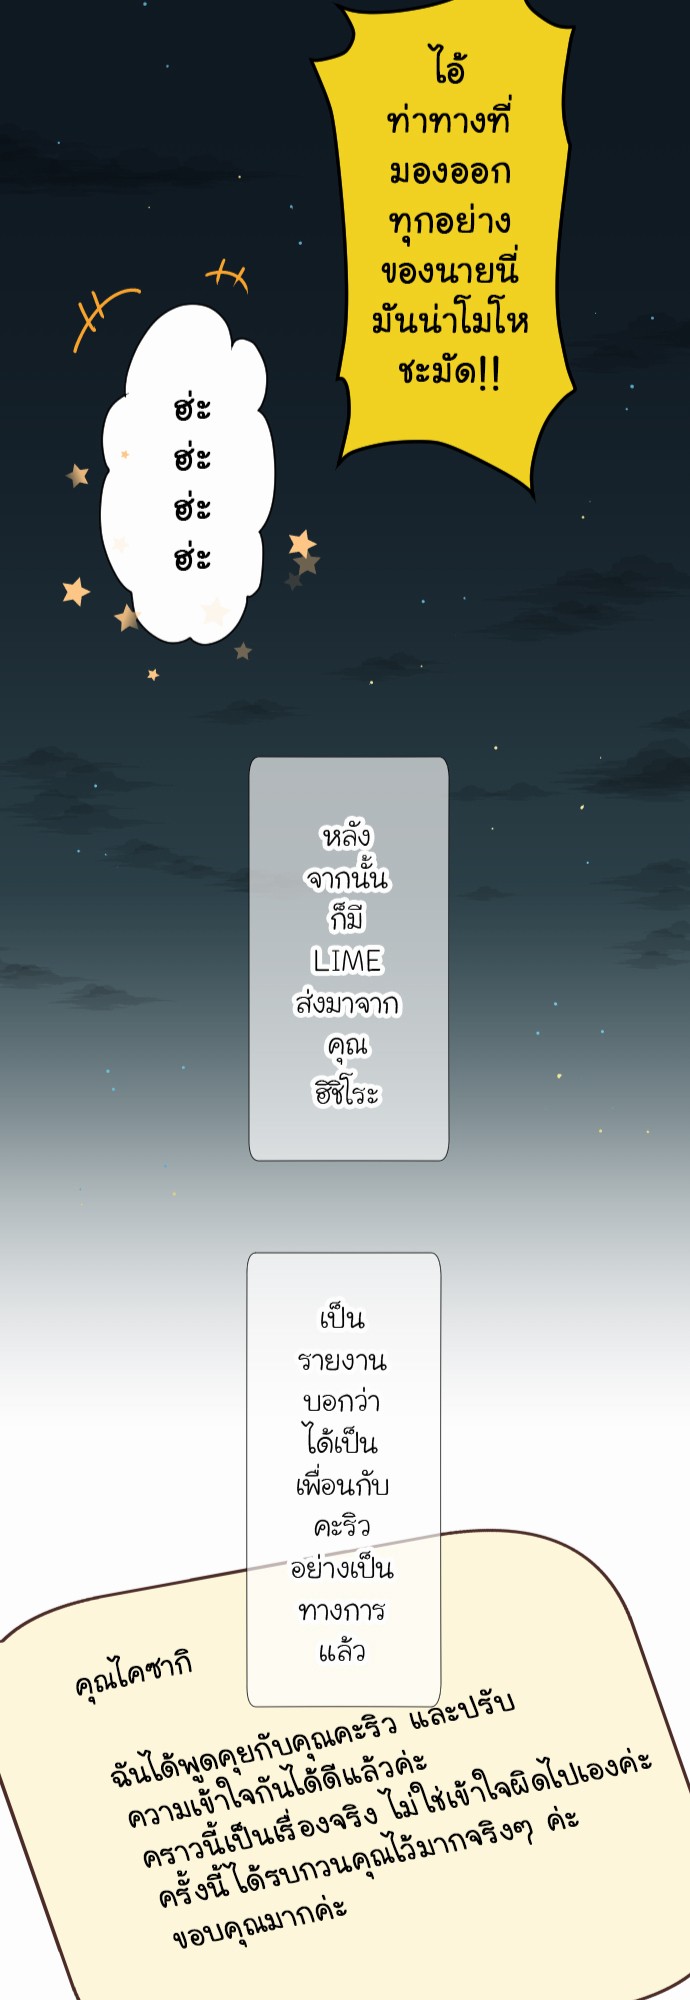 ไอ้
ท่าทางที่
มองออก
ทุกอย่าง
ของนายนี่
มันน่าโมโห
ชะมัด!!
ฮ่ะ
ฮ่ะ
ฮ่ะ
ฮ่ะ
หลัง
จากนั้น
ก็มี
LIME
ส่งมาจาก
คุณ
ฮิชิโระ
เป็น
รายงาน
บอกว่า
ได้เป็น
เพื่อนกับ
คะริว
อย่างเป็น
ทางการ
แล้ว
คุณไคซากิ
ฉันได้พูดคุยกับคุณคะริว และปรับ
ความเข้าใจกันได้ดีแล้วค่ะ
คราวนี้เป็นเรื่องจริง ไม่ใช่เข้าใจผิดไปเองค่ะ
ครั้งนี้ได้รบกวนคุณไว้มากจริงๆ ค่ะ
ขอบคุณมากค่ะ